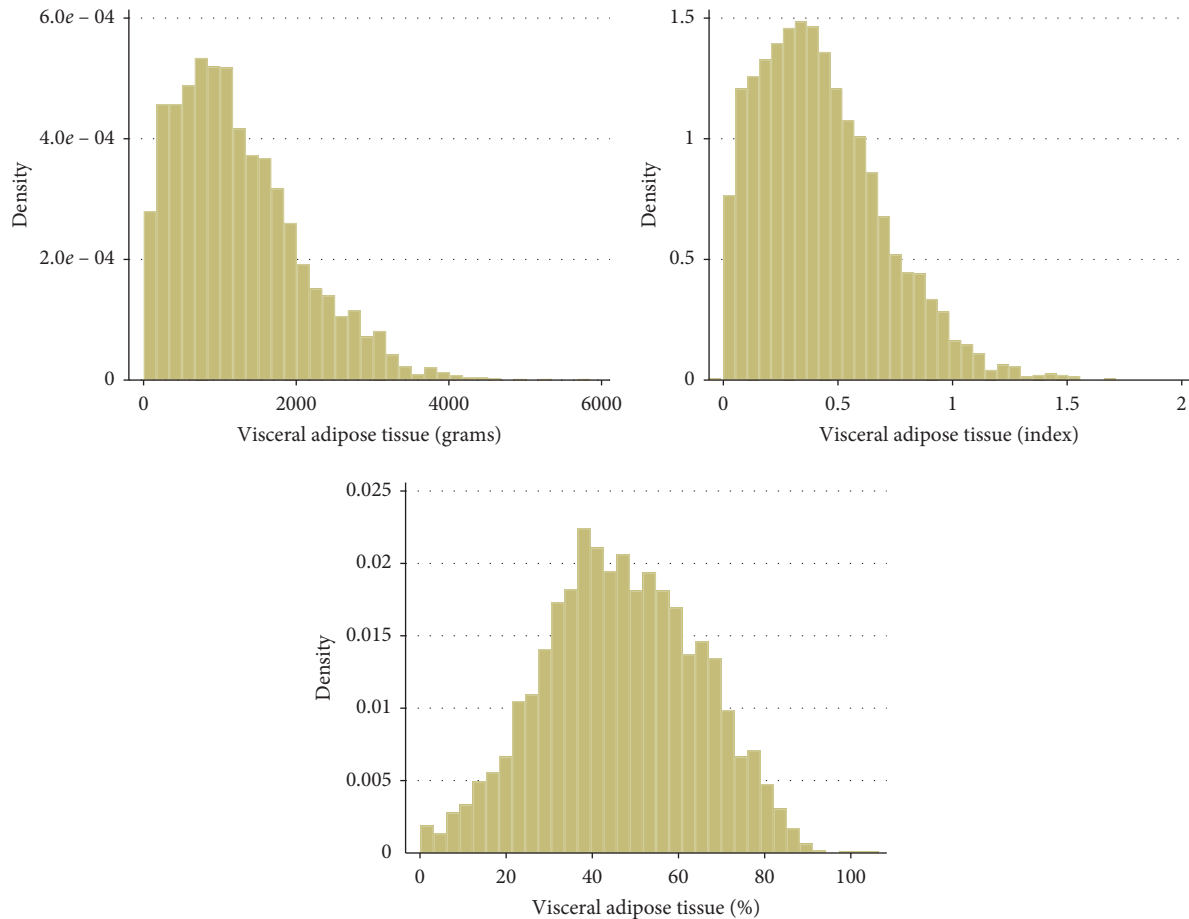 6.0e – 04
4.0e – 04
2.0e – 04
0
Density
0 2000 4000 6000
Visceral adipose tissue (grams)
1.5
1
0.5
0
Density
0 0.5 1 1.5 2
Visceral adipose tissue (index)
0.025
0.02
0.015
0.01
0.005
0
Density
0 20 40 60 80 100
Visceral adipose tissue (%)